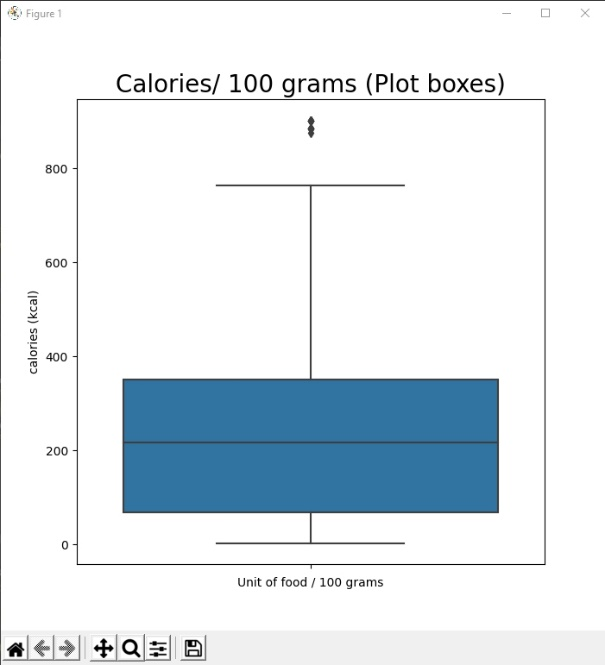 Figure 1
Calories/ 100 grams (Plot boxes)
800
600
400
200
0
calories (kcal)
Unit of food / 100 grams